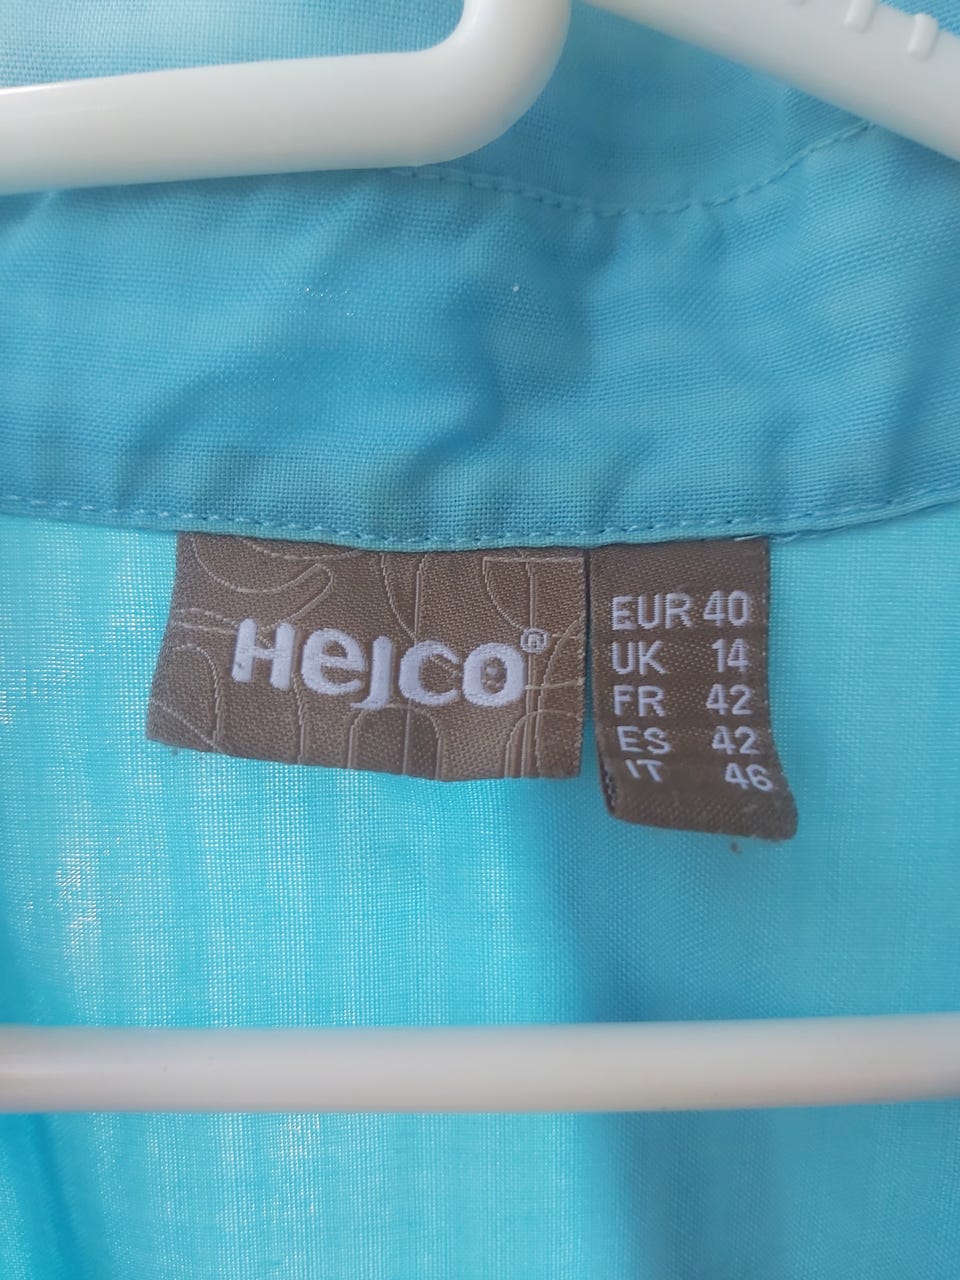 HeJco®
EUR 40
UK 14
FR 42
ES 42
IT 46